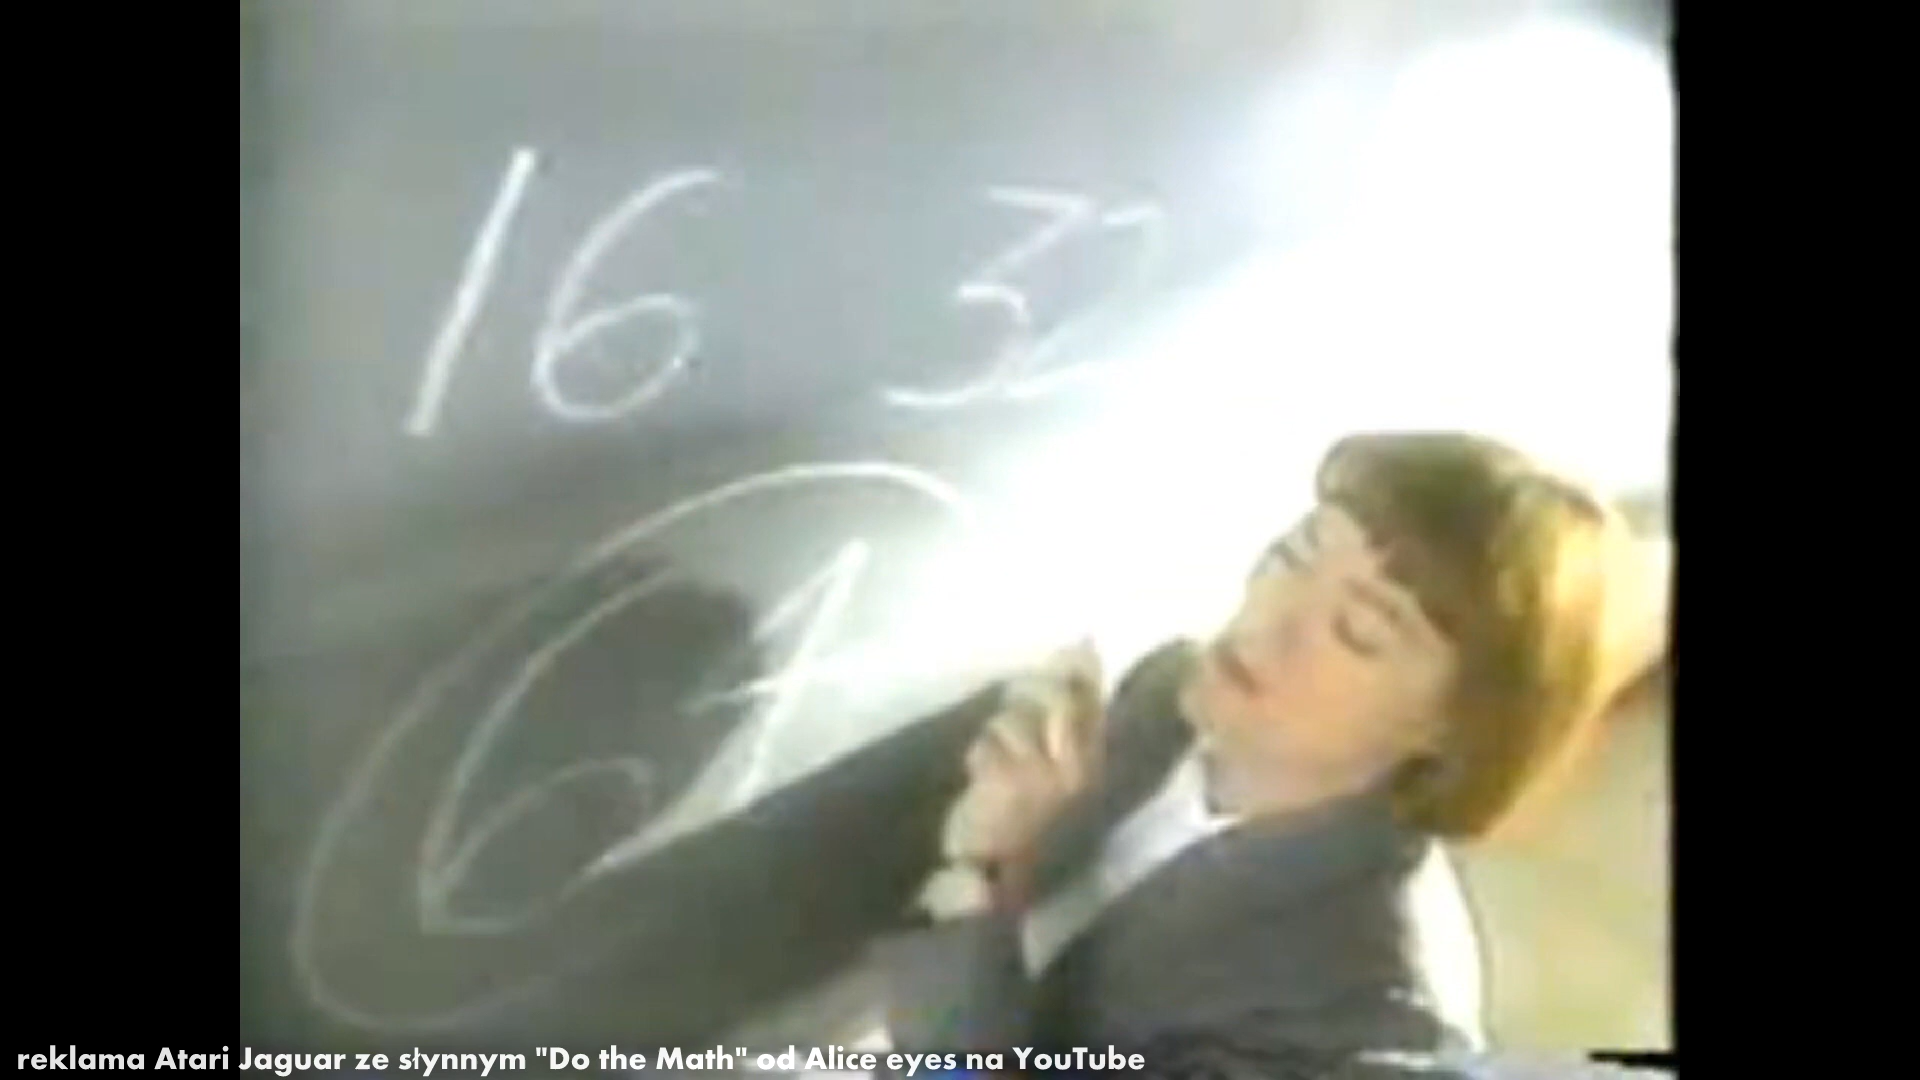 16 32
64
reklama Atari Jaguar ze słynnym "Do the Math" od Alice eyes na YouTube